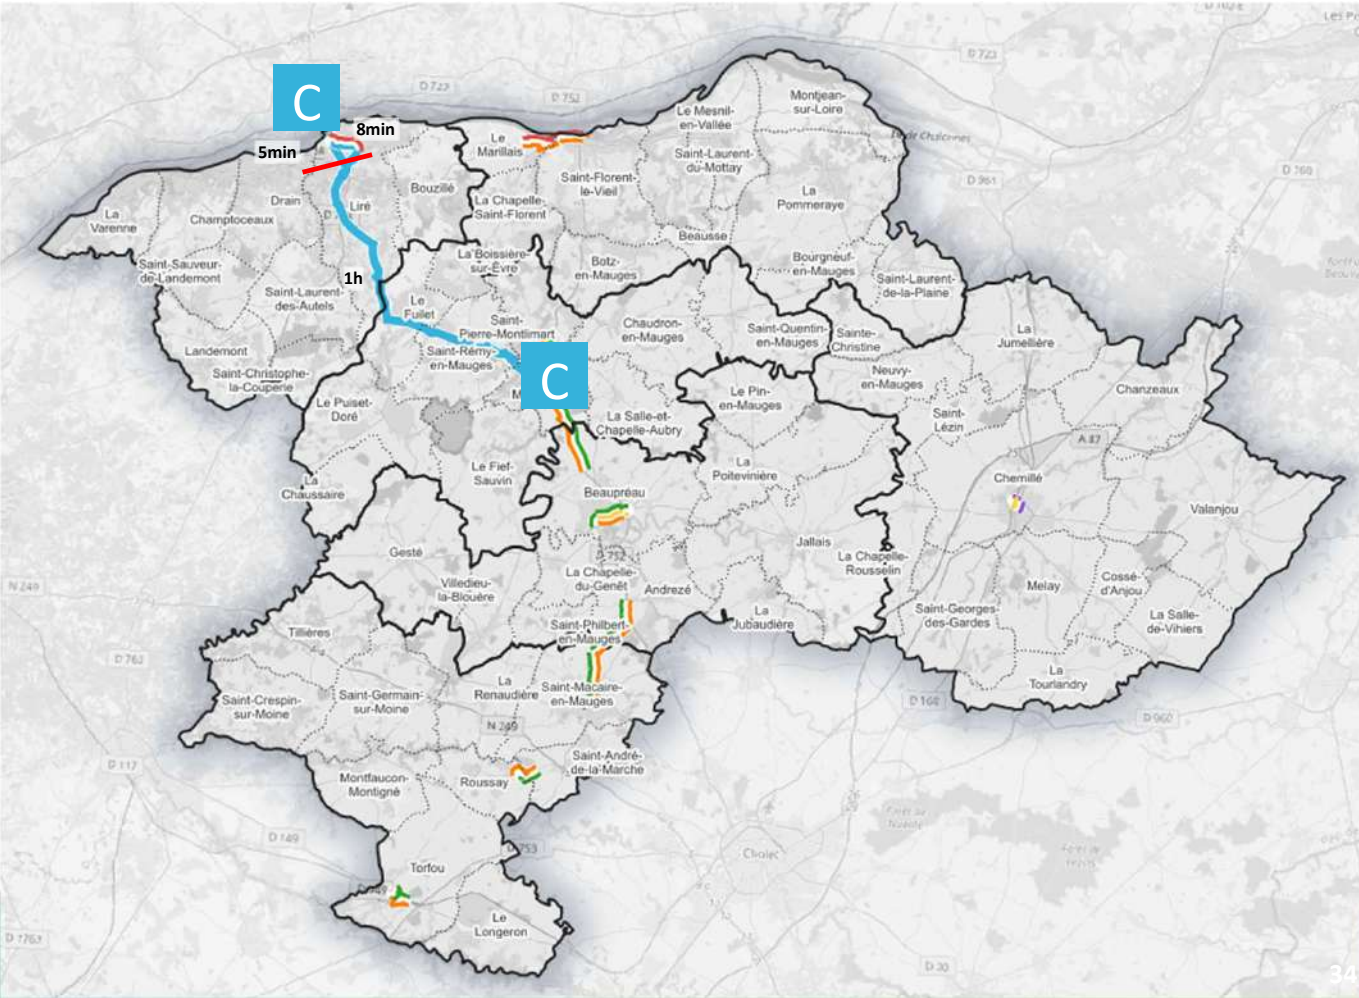 D 723
D 723
D 752
C
8min
5min
Le
Marillais
Le Mesnil-
en-Vallée
Montjean-
sur-Loire
Saint-Laurent-
du-Mottay
D 961
D 160
Saint-Florent-
le-Vieil
Bouzillé
La
Pommeraye
Drain
Liré
La Chapelle-
Saint-Florent
La
Varenne
Champtoceaux
Beausse
La Boissière-
sur-Èvre
Botz-
en-Mauges
Bourgneuf-
en-Mauges
Saint-Sauveur-
de-Landemont
1h
Saint-Laurent-
de-la-Plaine
Saint-Laurent-
des-Autels
Le
Fuilet
Saint-
Pierre-Montlimart
Chaudron-
en-Mauges
Saint-Quentin-
en-Mauges
Sainte-
Christine
La
Jumellière
Landemont
Saint-Rémy-
en-Mauges
Saint-Christophe-
la-Couperie
C
M
Neuvy-
en-Mauges
Chanzeaux
Le Pin-
en-Mauges
Le Puiset-
Doré
La Salle-et-
Chapelle-Aubry
Saint-
Lézin
A 87
La
Poitevinière
Le Fief-
Sauvin
La
Chaussaire
Beaupréau
Chemillé
Valanjou
Gesté
D 752
Jallais
La Chapelle-
Rousselin
La Chapelle-
du-Genêt
Andrezé
Villedieu-
la-Blouère
Melay
Cossé-
d'Anjou
N 249
La
Jubaudière
Saint-Georges-
des-Gardes
La Salle-
de-Vihiers
Saint-Philbert-
en-Mauges
Tillières
D 762
La
Tourlandry
La
Renaudière
Saint-Macaire-
en-Mauges
Saint-Crespin-
sur-Moine
Saint-Germain-
sur-Moine
D 160
D 960
N 249
Saint-André-
de-la-Marche
D 117
Montfaucon-
Montigné
Roussay
D 149
D 753
Cholet
Torfou
Le
Longeron
D 1763
D 20
34